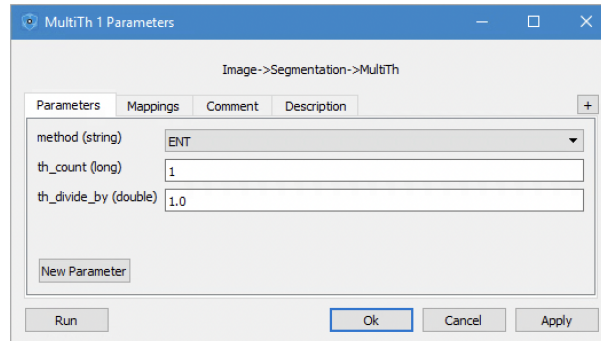 MultiTh 1 Parameters
Image->Segmentation->MultiTh
Parameters Mappings Comment Description +
method (string) ENT
th_count (long) 1
th_divide_by (double) 1.0
New Parameter
Run Ok Cancel Apply